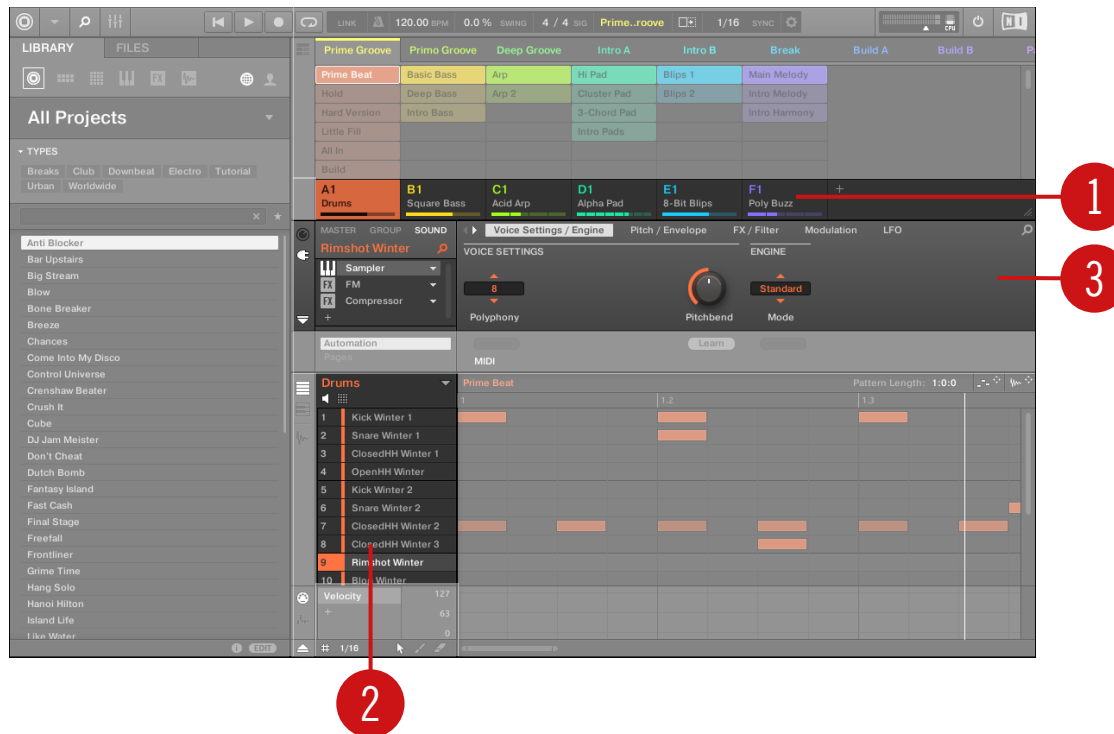 LINK 120.00 BPM 0.0 % SWING 4 / 4 SIG Prime..roove 1/16 SYNC CPU
LIBRARY FILES
FX
All Projects
TYPES
Breaks Club Downbeat Electro Tutorial
Urban Worldwide
Anti Blocker
Bar Upstairs
Big Stream
Blow
Bone Breaker
Breeze
Chances
Come Into My Disco
Control Universe
Crenshaw Beater
Crush It
Cube
DJ Jam Meister
Don't Cheat
Dutch Bomb
Fantasy Island
Fast Cash
Final Stage
Freefall
Frontliner
Grime Time
Hang Solo
Hanoi Hilton
Island Life
Like Water
EDIT
Prime Groove Primo Groove Deep Groove Intro A Intro B Break Build A Build B
Prime Beat Basic Bass Arp Hi Pad Blips 1 Main Melody
Hold Deep Bass Arp 2 Cluster Pad Blips 2 Intro Melody
Hard Version Intro Bass 3-Chord Pad Intro Harmony
Little Fill Intro Pads
All In
Build
A1 B1 C1 D1 E1 F1 +
Drums Square Bass Acid Arp Alpha Pad 8-Bit Blips Poly Buzz
1
MASTER GROUP SOUND Voice Settings / Engine Pitch / Envelope FX / Filter Modulation LFO
Rimshot Winter VOICE SETTINGS ENGINE
Sampler
FX FM 8 Standard
FX Compressor
+ Polyphony Pitchbend Mode
3
Automation Learn
Pages MIDI
Drums Prime Beat Pattern Length: 1:0:0
1 1.2 1.3
1 Kick Winter 1
2 Snare Winter 1
3 ClosedHH Winter 1
4 OpenHH Winter
5 Kick Winter 2
6 Snare Winter 2
7 ClosedHH Winter 2
8 ClosedHH Winter 3
9 Rimshot Winter
10 Blow Winter
Velocity 127
+ 63
0
1/16
2